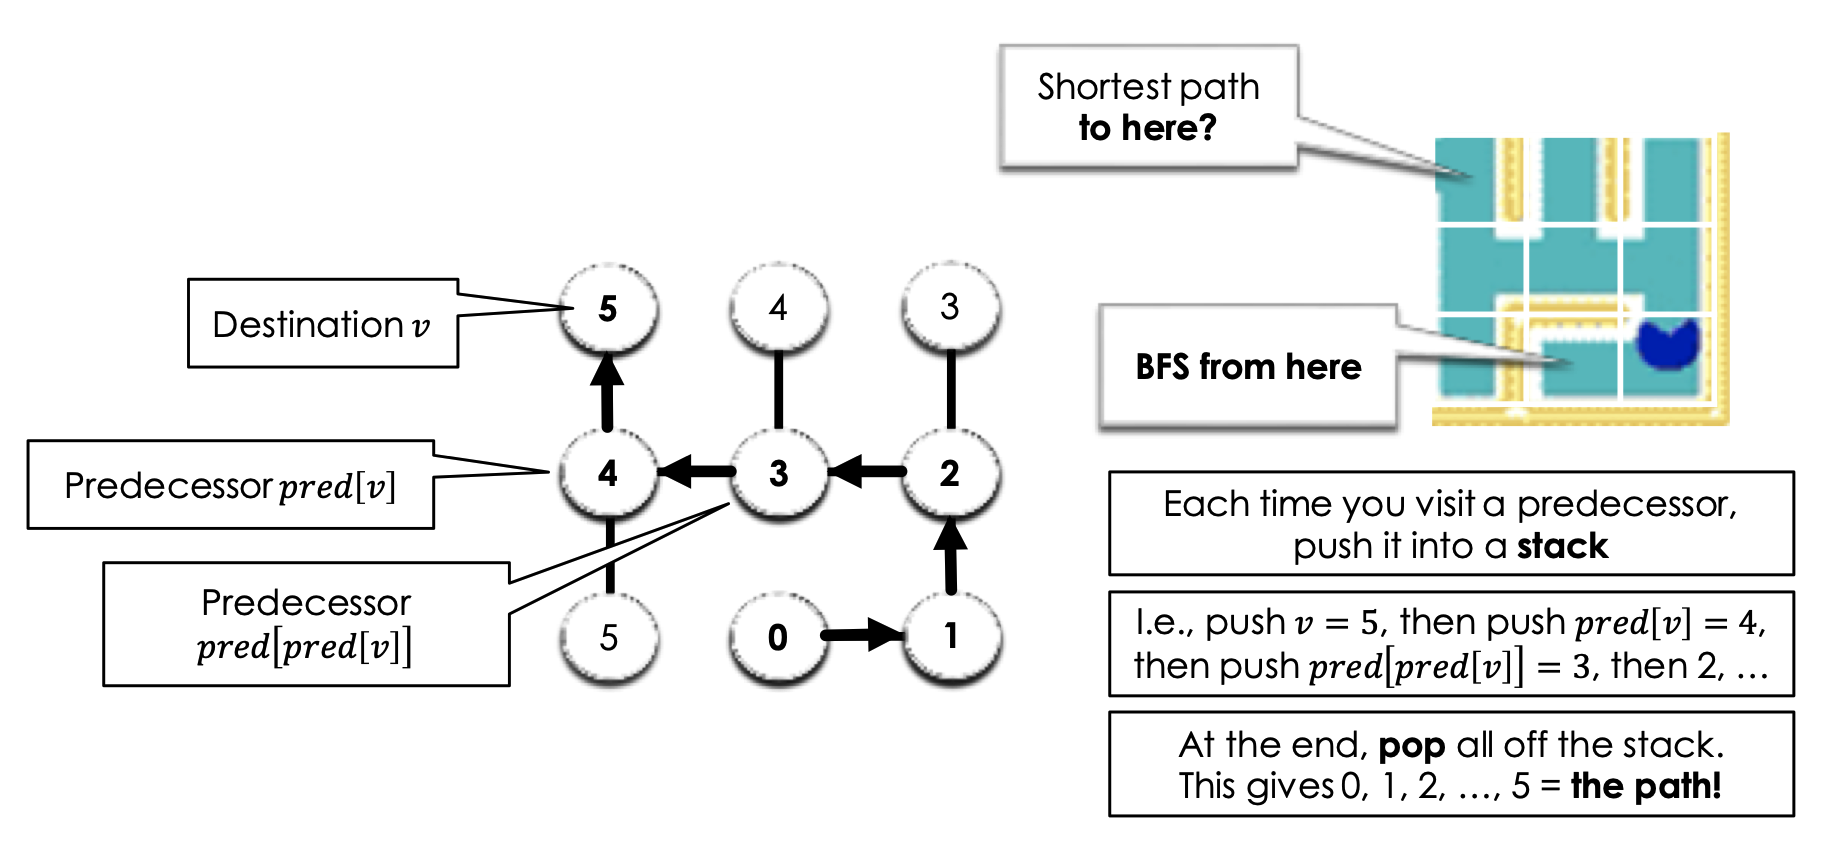 Shortest path
to here?
BFS from here
Destination v
5 4 3
Predecessor pred[v]
4 3 2
Predecessor
pred[pred[v]]
5 0 1
Each time you visit a predecessor,
push it into a stack
I.e., push v = 5, then push pred[v] = 4,
then push pred[pred[v]] = 3, then 2, …
At the end, pop all off the stack.
This gives 0, 1, 2, …, 5 = the path!